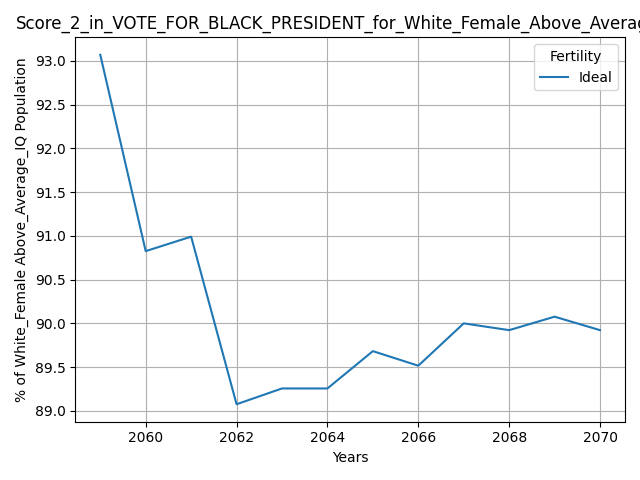 Score_2_in_VOTE_FOR_BLACK_PRESIDENT_for_White_Female_Above_Averag
Fertility
Ideal
% of White_Female Above_Average_IQ Population
93.0
92.5
92.0
91.5
91.0
90.5
90.0
89.5
89.0
2060 2062 2064 2066 2068 2070
Years